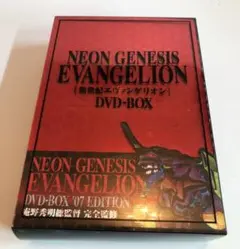 NEON GENESIS
EVANGELION
[新世紀エヴァンゲリオン]
DVD-BOX
NEON GENESIS
EVANGELION
DVD-BOX '07 EDITION
庵野秀明総監督 完全監修